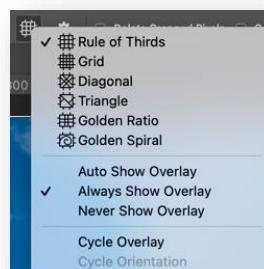 Rule of Thirds
Grid
Diagonal
Triangle
Golden Ratio
Golden Spiral
Auto Show Overlay
Always Show Overlay
Never Show Overlay
Cycle Overlay
Cycle Orientation